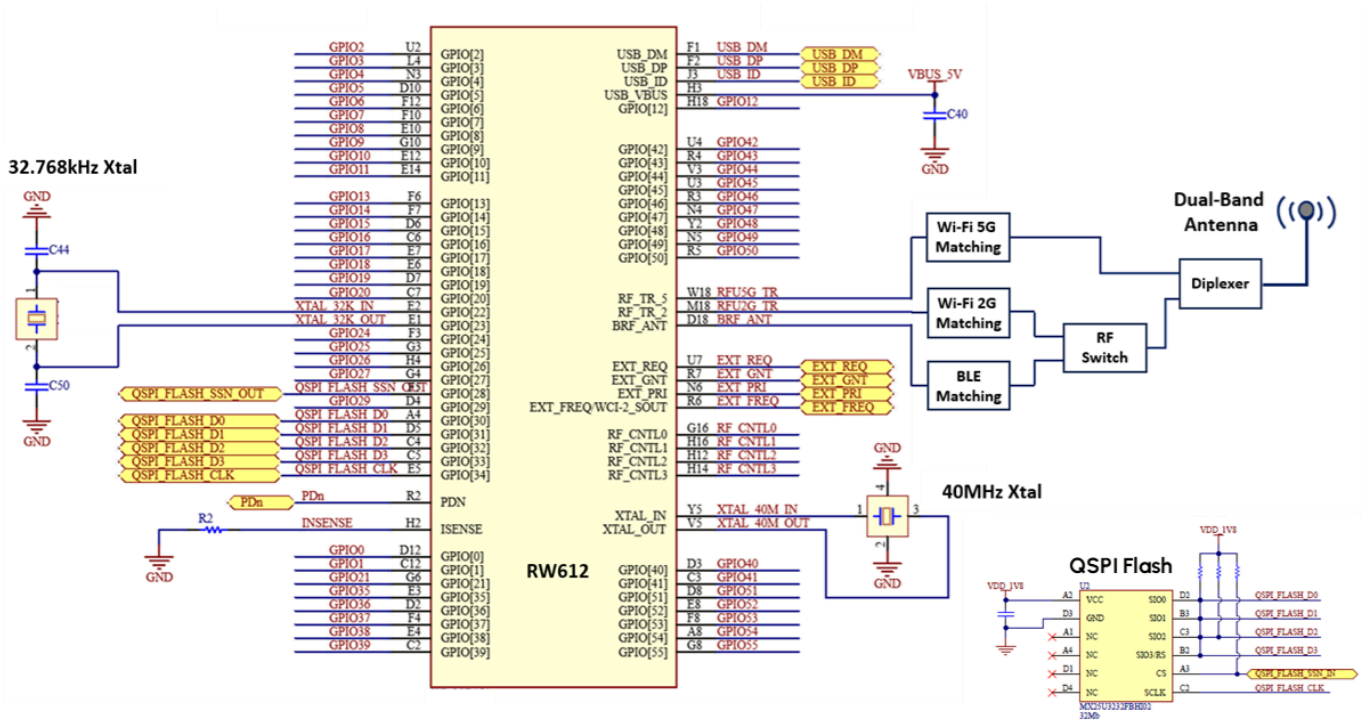 GPIO2 U2 GPIO[2]
GPIO3 L4 GPIO[3]
GPIO4 N3 GPIO[4]
GPIO5 D10 GPIO[5]
GPIO6 F12 GPIO[6]
GPIO7 F10 GPIO[7]
GPIO8 E10 GPIO[8]
GPIO9 G10 GPIO[9]
GPIO10 E12 GPIO[10]
GPIO11 E14 GPIO[11]
32.768kHz Xtal
GND
C44
1
2
C50
GND
GPIO13 F6 GPIO[13]
GPIO14 F7 GPIO[14]
GPIO15 D6 GPIO[15]
GPIO16 C6 GPIO[16]
GPIO17 E7 GPIO[17]
GPIO18 E6 GPIO[18]
GPIO19 D7 GPIO[19]
GPIO20 C7 GPIO[20]
XTAL_32K_IN E2 GPIO[22]
XTAL_32K_OUT E1 GPIO[23]
GPIO24 F3 GPIO[24]
GPIO25 G3 GPIO[25]
GPIO26 H4 GPIO[26]
GPIO27 G4 GPIO[27]
QSPI_FLASH_SSN_OUT QSPI_FLASH_SSN_OUT GPIO[28]
GPIO29 D4 GPIO[29]
QSPI_FLASH_D0 QSPI_FLASH_D0 A4 GPIO[30]
QSPI_FLASH_D1 QSPI_FLASH_D1 D5 GPIO[31]
QSPI_FLASH_D2 QSPI_FLASH_D2 C4 GPIO[32]
QSPI_FLASH_D3 QSPI_FLASH_D3 C5 GPIO[33]
QSPI_FLASH_CLK QSPI_FLASH_CLK E5 GPIO[34]
PDn PDn R2 PDN
R2 INSENSE H2 ISENSE
GND
GPIO0 D12 GPIO[0]
GPIO1 C12 GPIO[1]
GPIO21 G6 GPIO[21]
GPIO35 E3 GPIO[35]
GPIO36 D2 GPIO[36]
GPIO37 F4 GPIO[37]
GPIO38 E4 GPIO[38]
GPIO39 C2 GPIO[39]
RW612
USB_DM F1 USB_DM USB_DM
USB_DP F2 USB_DP USB_DP
USB_ID J3 USB_ID USB_ID
USB_VBUS H3
GPIO[12] H18 GPIO12
VBUS_5V
C40
GND
GPIO[42] U4 GPIO42
GPIO[43] R4 GPIO43
GPIO[44] V3 GPIO44
GPIO[45] U3 GPIO45
GPIO[46] R3 GPIO46
GPIO[47] N4 GPIO47
GPIO[48] Y2 GPIO48
GPIO[49] N5 GPIO49
GPIO[50] R5 GPIO50
RF_TR_5 W18 RFU5G_TR
RF_TR_2 M18 RFU2G_TR
BRF_ANT D18 BRF_ANT
EXT_REQ U7 EXT_REQ EXT_REQ
EXT_GNT R7 EXT_GNT EXT_GNT
EXT_PRI N6 EXT_PRI EXT_PRI
EXT_FREQ/WCI-2_SOUT R6 EXT_FREQ EXT_FREQ
RF_CNTL0 G16 RF_CNTL0
RF_CNTL1 H16 RF_CNTL1
RF_CNTL2 H12 RF_CNTL2
RF_CNTL3 H14 RF_CNTL3
XTAL_IN Y5 XTAL_40M_IN
XTAL_OUT V5 XTAL_40M_OUT
GPIO[40] D3 GPIO40
GPIO[41] C3 GPIO41
GPIO[51] D8 GPIO51
GPIO[52] E8 GPIO52
GPIO[53] F8 GPIO53
GPIO[54] A8 GPIO54
GPIO[55] G8 GPIO55
Wi-Fi 5G
Matching
Wi-Fi 2G
Matching
BLE
Matching
RF
Switch
Diplexer
Dual-Band
Antenna
GND
4
1
3
2
GND
40MHz Xtal
QSPI Flash
VDD_1V8
VDD_1V8
U2
A2 VCC SIO0 D2 QSPI_FLASH_D0
D3 GND SIO1 B3 QSPI_FLASH_D1
A1 NC SIO2 C3 QSPI_FLASH_D2
A4 NC SIO3/RS B2 QSPI_FLASH_D3
D1 NC CS A3 QSPI_FLASH_SSN_IN
D4 NC SCLK C2 QSPI_FLASH_CLK
MX25U3232FBHI02
32Mb